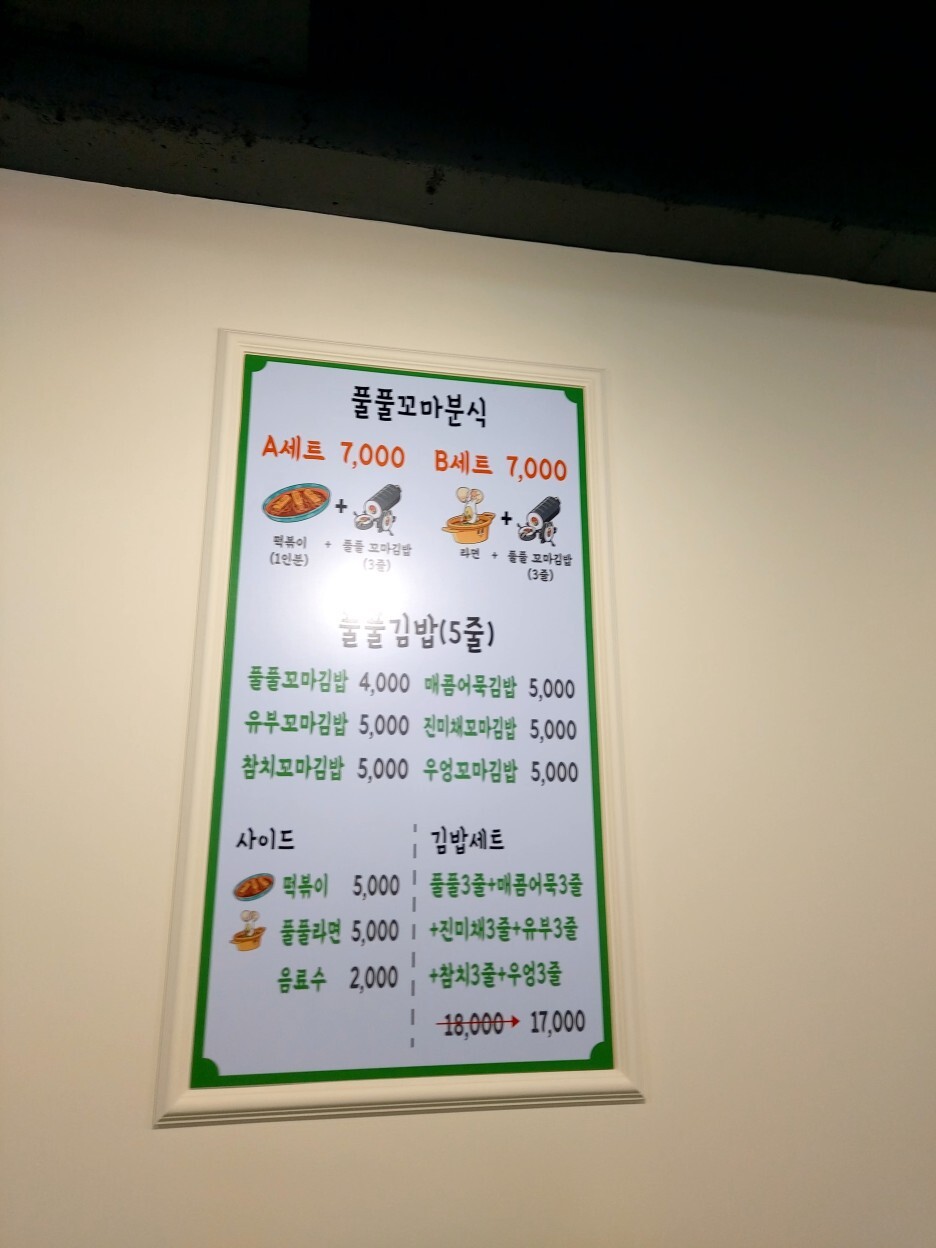 풀풀꼬마분식
A세트 7,000 B세트 7,000
떡볶이 + 풀풀 꼬마김밥 라면 + 풀풀 꼬마김밥
(1인분) (3줄) (3줄)
풀풀김밥(5줄)
풀풀꼬마김밥 4,000 매콤어묵김밥 5,000
유부꼬마김밥 5,000 진미채꼬마김밥 5,000
참치꼬마김밥 5,000 우엉꼬마김밥 5,000
사이드
떡볶이 5,000
풀풀라면 5,000
음료수 2,000
김밥세트
풀풀3줄+매콤어묵3줄
+진미채3줄+유부3줄
+참치3줄+우엉3줄
18,000 → 17,000